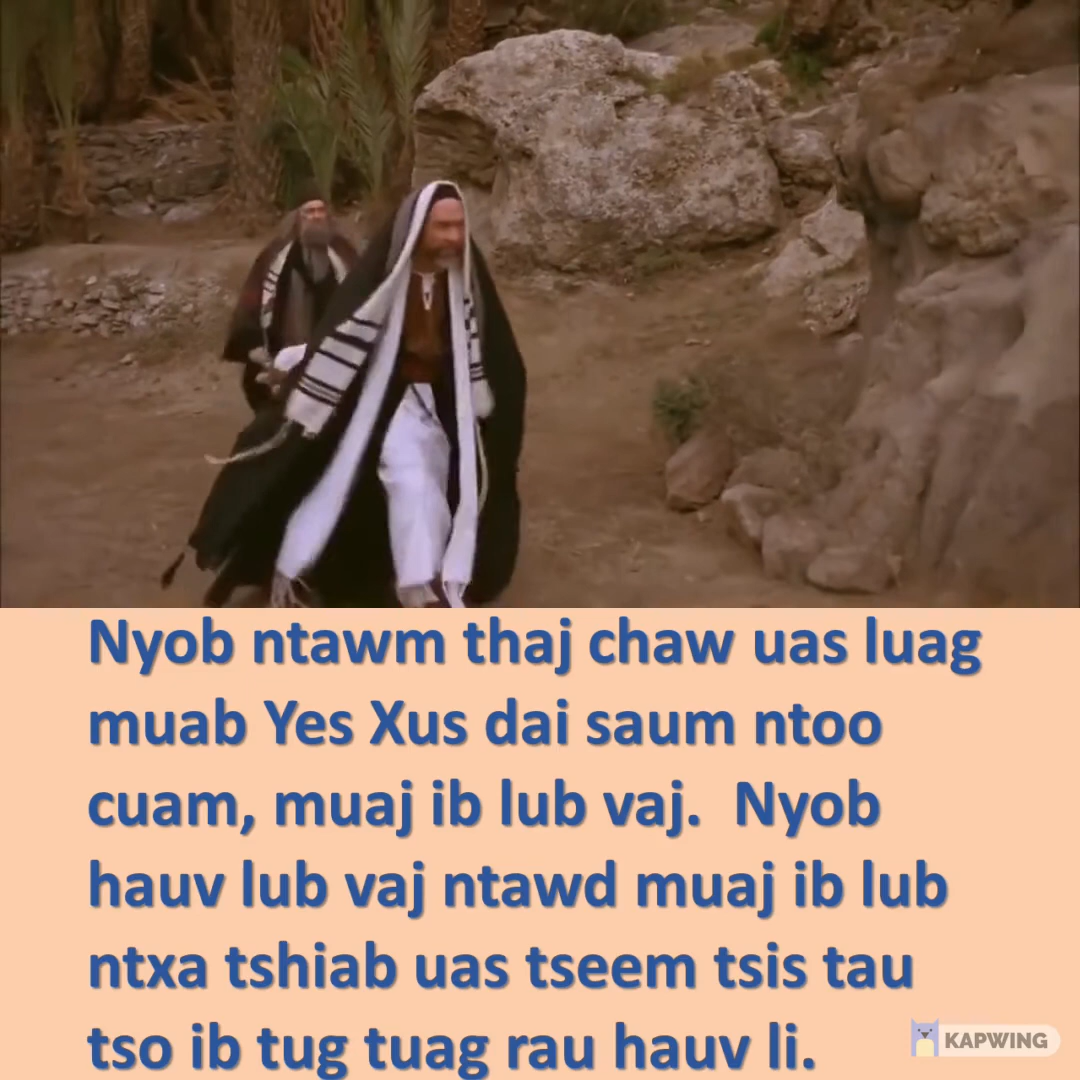 Nyob ntawm thaj chaw uas luag
muab Yes Xus dai saum ntoo
cuam, muaj ib lub vaj.  Nyob
hauv lub vaj ntawd muaj ib lub
ntxa tshiab uas tseem tsis tau
tso ib tug tuag rau hauv li.
KAPWING